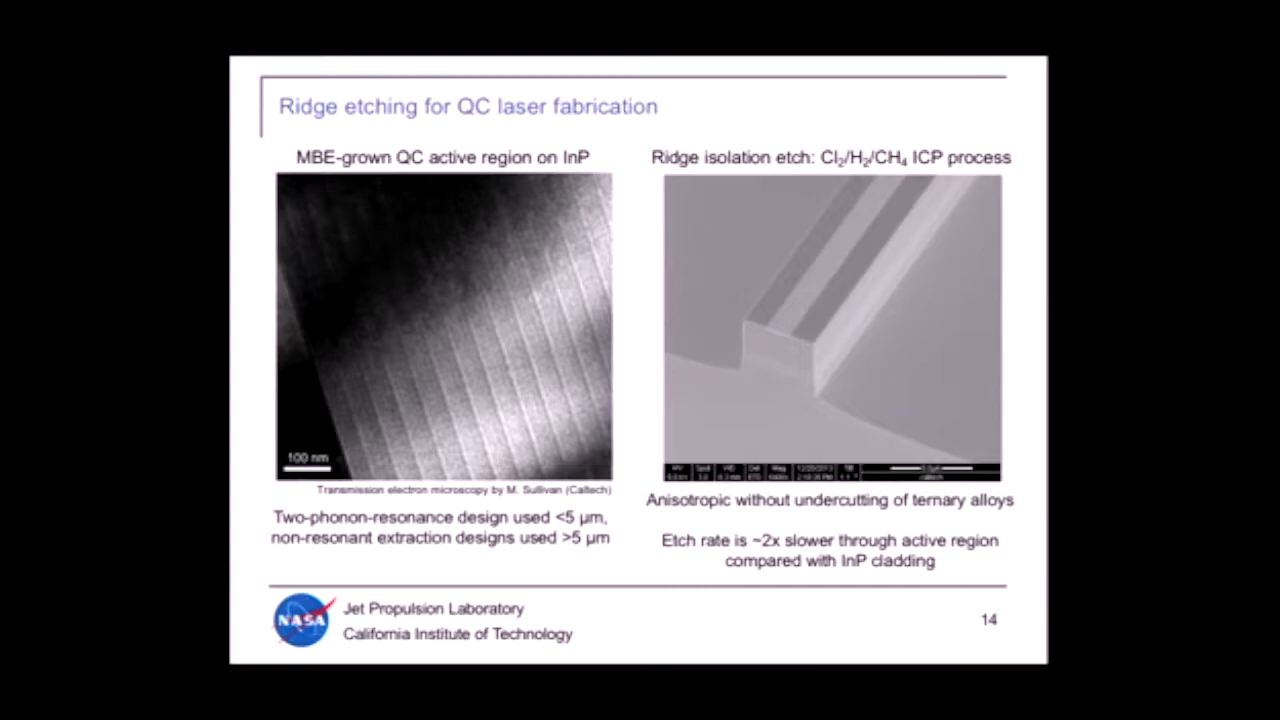 Ridge etching for QC laser fabrication
MBE-grown QC active region on InP
100 nm
Transmission electron microscopy by M. Sullivan (Caltech)
Two-phonon-resonance design used <5 μm,
non-resonant extraction designs used >5 μm
Ridge isolation etch: Cl₂/H₂/CH₄ ICP process
Anisotropic without undercutting of ternary alloys
Etch rate is ~2x slower through active region
compared with InP cladding
NASA
Jet Propulsion Laboratory
California Institute of Technology
14